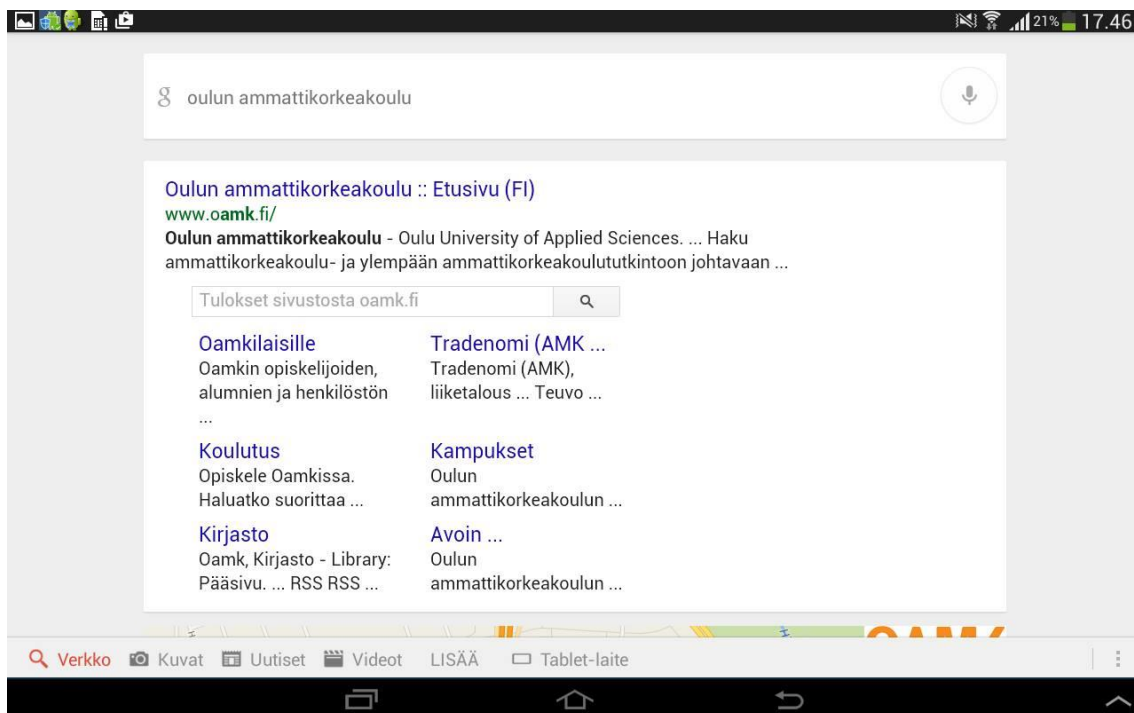 21% 17.46
g oulun ammattikorkeakoulu
Oulun ammattikorkeakoulu :: Etusivu (FI)
www.oamk.fi/
Oulun ammattikorkeakoulu - Oulu University of Applied Sciences. ... Haku
ammattikorkeakoulu- ja ylempään ammattikorkeakoulututkintoon johtavaan ...
Tulokset sivustosta oamk.fi
Oamkilaisille
Oamkin opiskelijoiden,
alumnien ja henkilöstön
...
Tradenomi (AMK ...
Tradenomi (AMK),
liiketalous ... Teuvo ...
Koulutus
Opiskele Oamkissa.
Haluatko suorittaa ...
Kampukset
Oulun
ammattikorkeakoulun ...
Kirjasto
Oamk, Kirjasto - Library:
Pääsivu. ... RSS RSS ...
Avoin ...
Oulun
ammattikorkeakoulun ...
OAMK
Verkko Kuvat Uutiset Videot LISÄÄ Tablet-laite